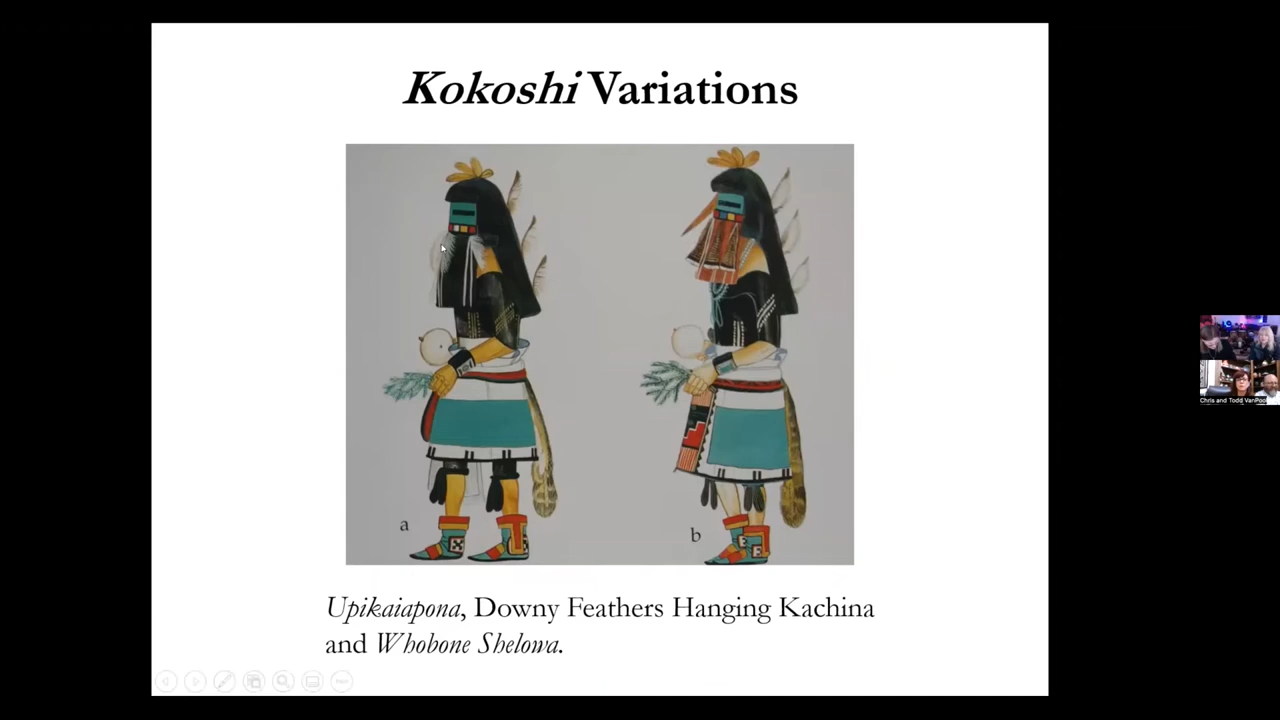 Kokoshi Variations
a
b
Upikaiapona, Downy Feathers Hanging Kachina
and Whobone Shelowa.
Chris and Todd VanPool